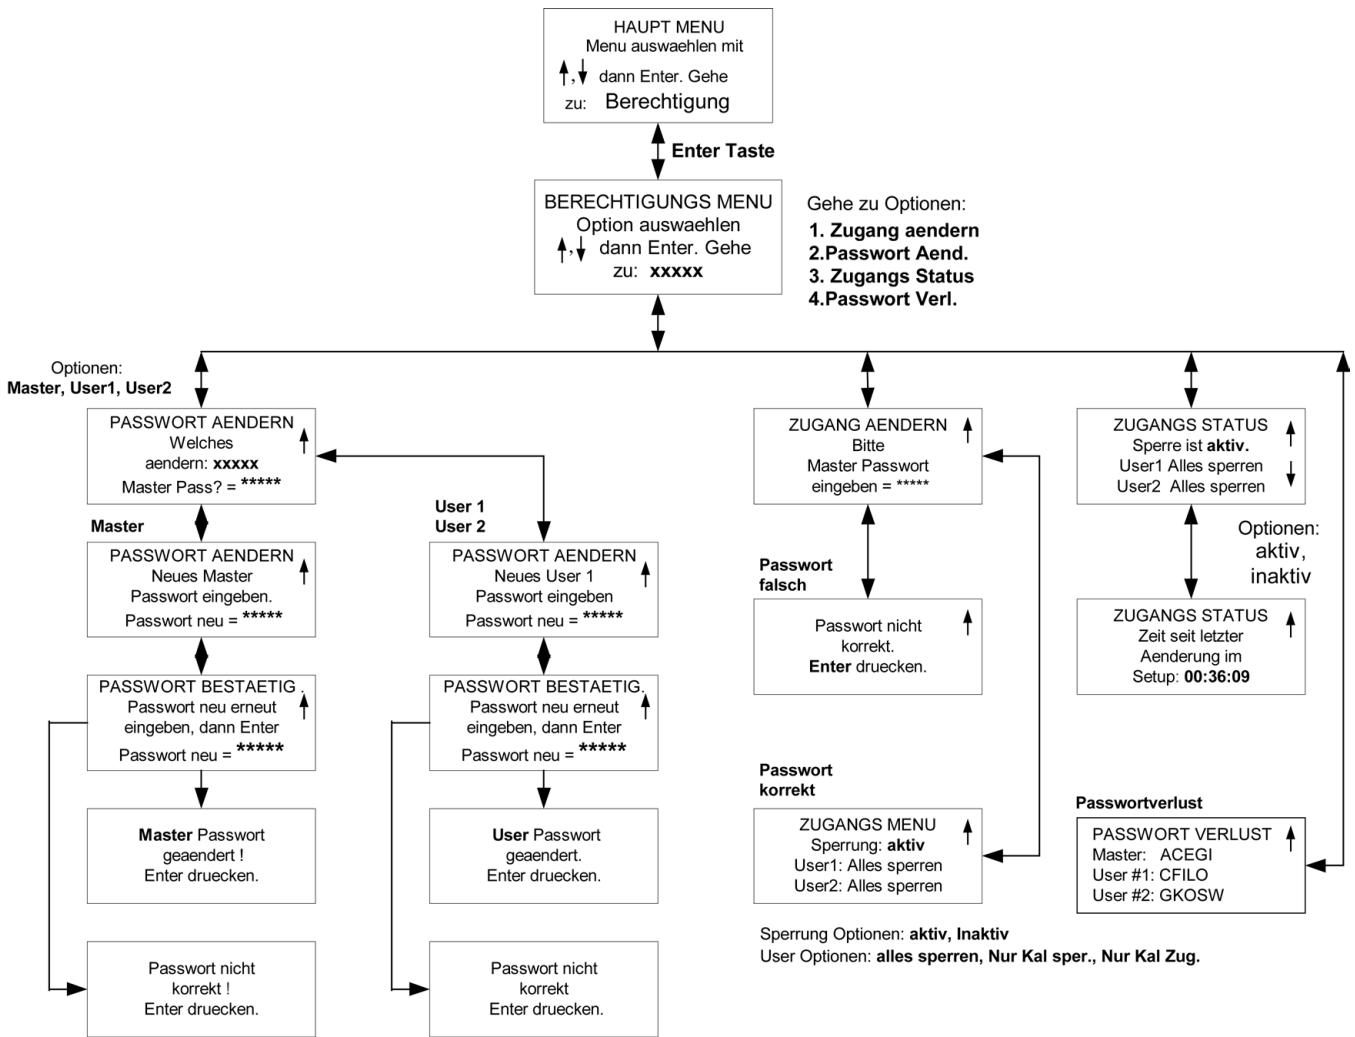 HAUPT MENU
Menu auswaehlen mit
↑,↓ dann Enter. Gehe
zu: Berechtigung
Enter Taste
BERECHTIGUNGS MENU
Option auswaehlen
↑,↓ dann Enter. Gehe
zu: xxxxx
Gehe zu Optionen:
1. Zugang aendern
2.Passwort Aend.
3. Zugangs Status
4.Passwort Verl.
Optionen:
Master, User1, User2
PASSWORT AENDERN
Welches
aendern: xxxxx
Master Pass? = *****
Master
PASSWORT AENDERN
Neues Master
Passwort eingeben.
Passwort neu = *****
PASSWORT BESTAETIG .
Passwort neu erneut
eingeben, dann Enter
Passwort neu = *****
Master Passwort
geaendert !
Enter druecken.
Passwort nicht
korrekt !
Enter druecken.
User 1
User 2
PASSWORT AENDERN
Neues User 1
Passwort eingeben
Passwort neu = *****
PASSWORT BESTAETIG.
Passwort neu erneut
eingeben, dann Enter
Passwort neu = *****
User Passwort
geaendert.
Enter druecken.
Passwort nicht
korrekt
Enter druecken.
ZUGANG AENDERN
Bitte
Master Passwort
eingeben = *****
Passwort
falsch
Passwort nicht
korrekt.
Enter druecken.
Passwort
korrekt
ZUGANGS MENU
Sperrung: aktiv
User1: Alles sperren
User2: Alles sperren
Sperrung Optionen: aktiv, Inaktiv
User Optionen: alles sperren, Nur Kal sper., Nur Kal Zug.
ZUGANGS STATUS
Sperre ist aktiv.
User1 Alles sperren
User2 Alles sperren
Optionen:
aktiv,
inaktiv
ZUGANGS STATUS
Zeit seit letzter
Aenderung im
Setup: 00:36:09
Passwortverlust
PASSWORT VERLUST
Master: ACEGI
User #1: CFILO
User #2: GKOSW